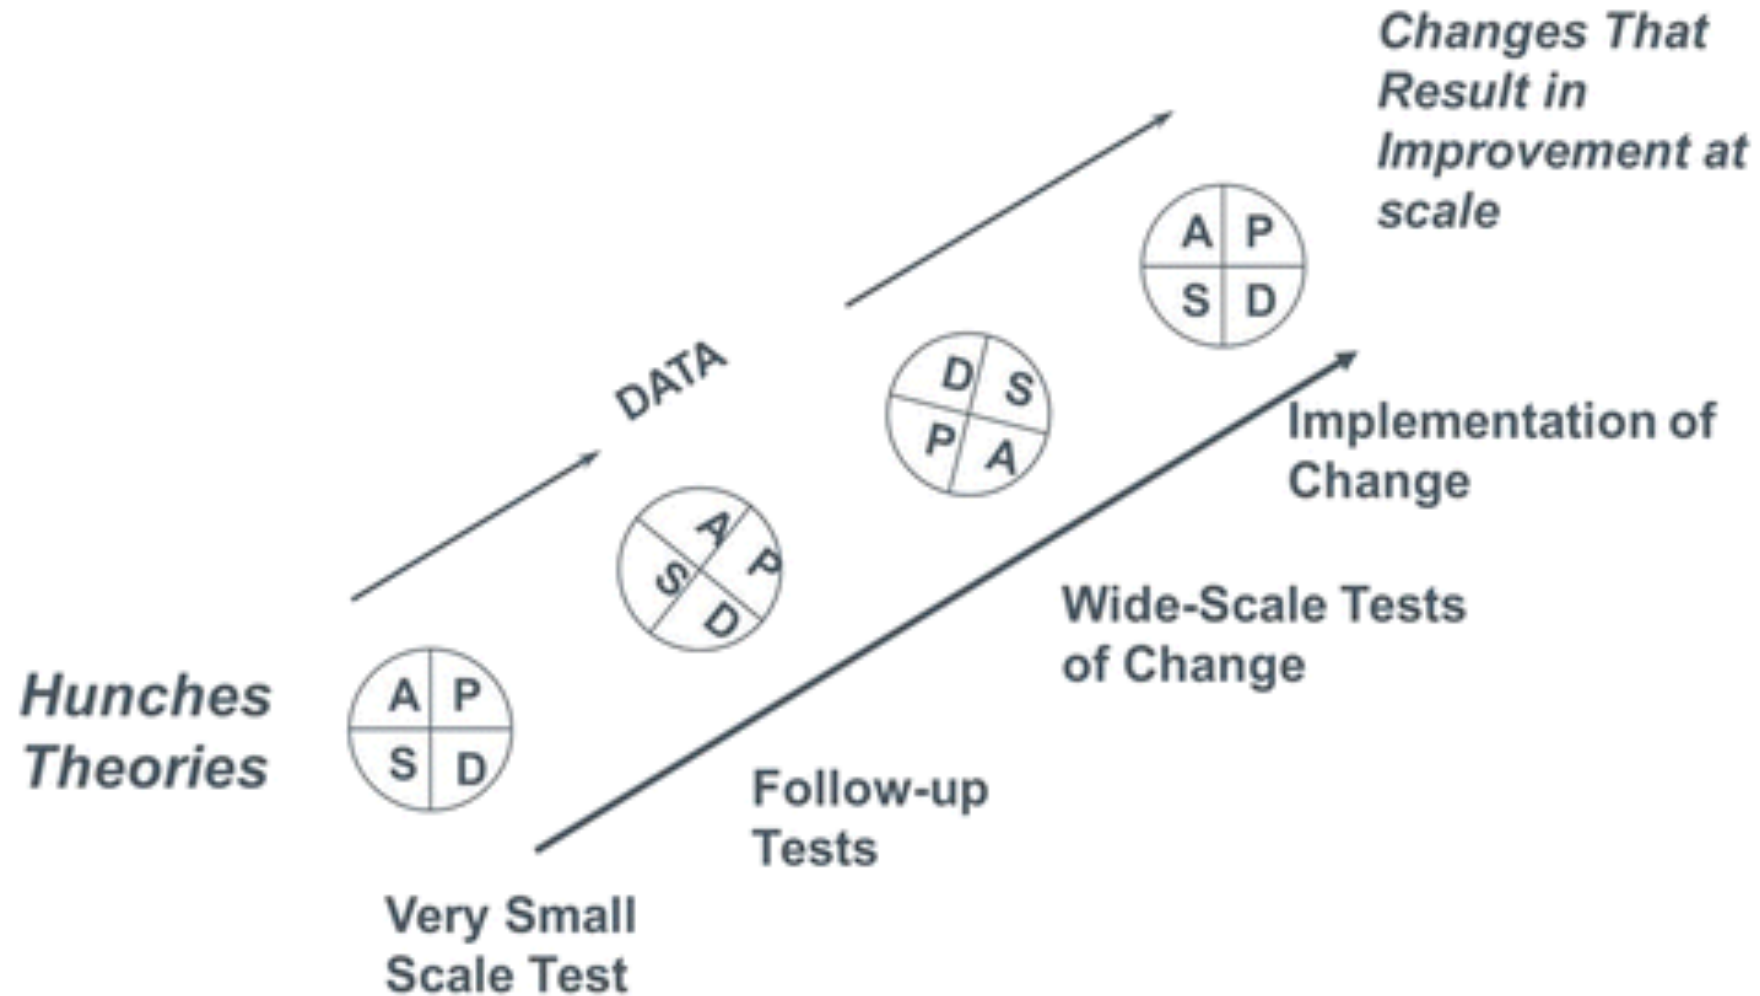 Changes That
Result in
Improvement at
scale
A P
S D
DATA
D S
P A
Implementation of
Change
A P
S D
Wide-Scale Tests
of Change
Hunches
Theories
A P
S D
Follow-up
Tests
Very Small
Scale Test